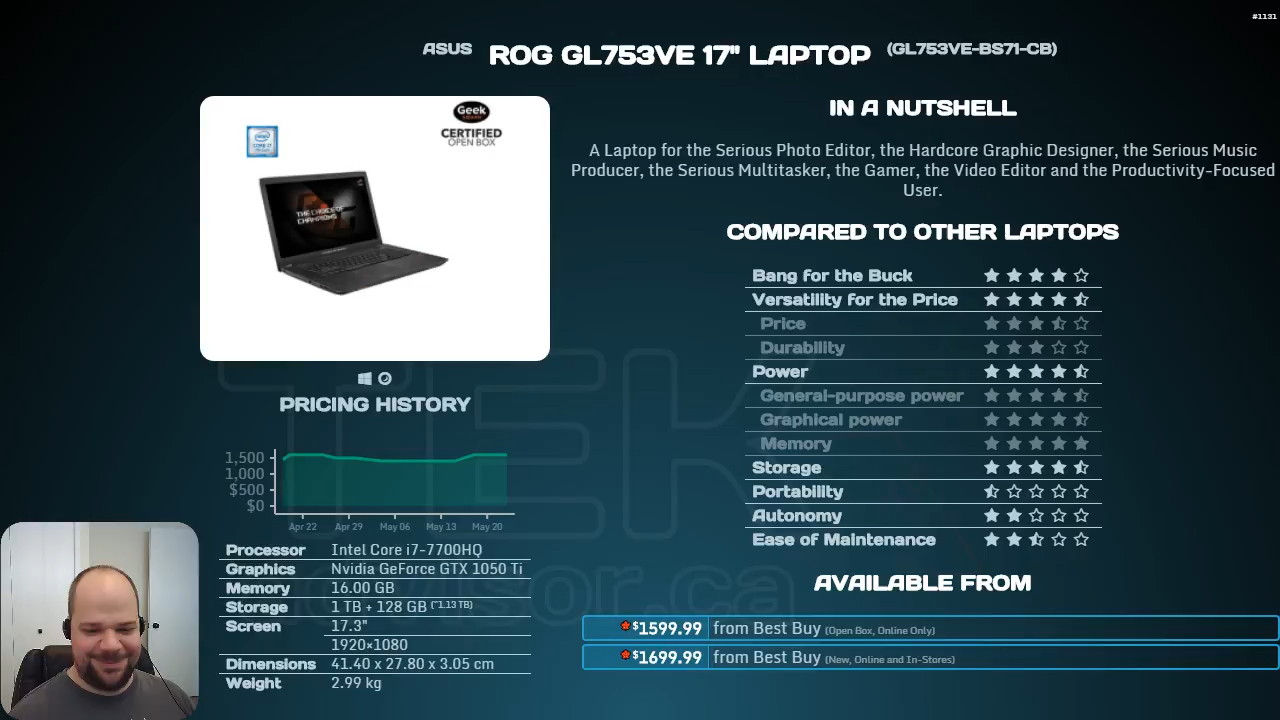 #1131
ASUS ROG GL753VE 17" LAPTOP (GL753VE-BS71-CB)
Geek
CERTIFIED
OPEN BOX
THE CHOICE OF
CHAMPIONS
IN A NUTSHELL
A Laptop for the Serious Photo Editor, the Hardcore Graphic Designer, the Serious Music
Producer, the Serious Multitasker, the Gamer, the Video Editor and the Productivity-Focused
User.
COMPARED TO OTHER LAPTOPS
Bang for the Buck
Versatility for the Price
Price
Durability
Power
General-purpose power
Graphical power
Memory
Storage
Portability
Autonomy
Ease of Maintenance
PRICING HISTORY
1,500
1,000
$500
$0
Apr 22 Apr 29 May 06 May 13 May 20
Processor Intel Core i7-7700HQ
Graphics Nvidia GeForce GTX 1050 Ti
Memory 16.00 GB
Storage 1 TB + 128 GB (~1.13 TB)
Screen 17.3"
1920×1080
Dimensions 41.40 x 27.80 x 3.05 cm
Weight 2.99 kg
AVAILABLE FROM
$1599.99 from Best Buy (Open Box, Online Only)
$1699.99 from Best Buy (New, Online and In-Stores)